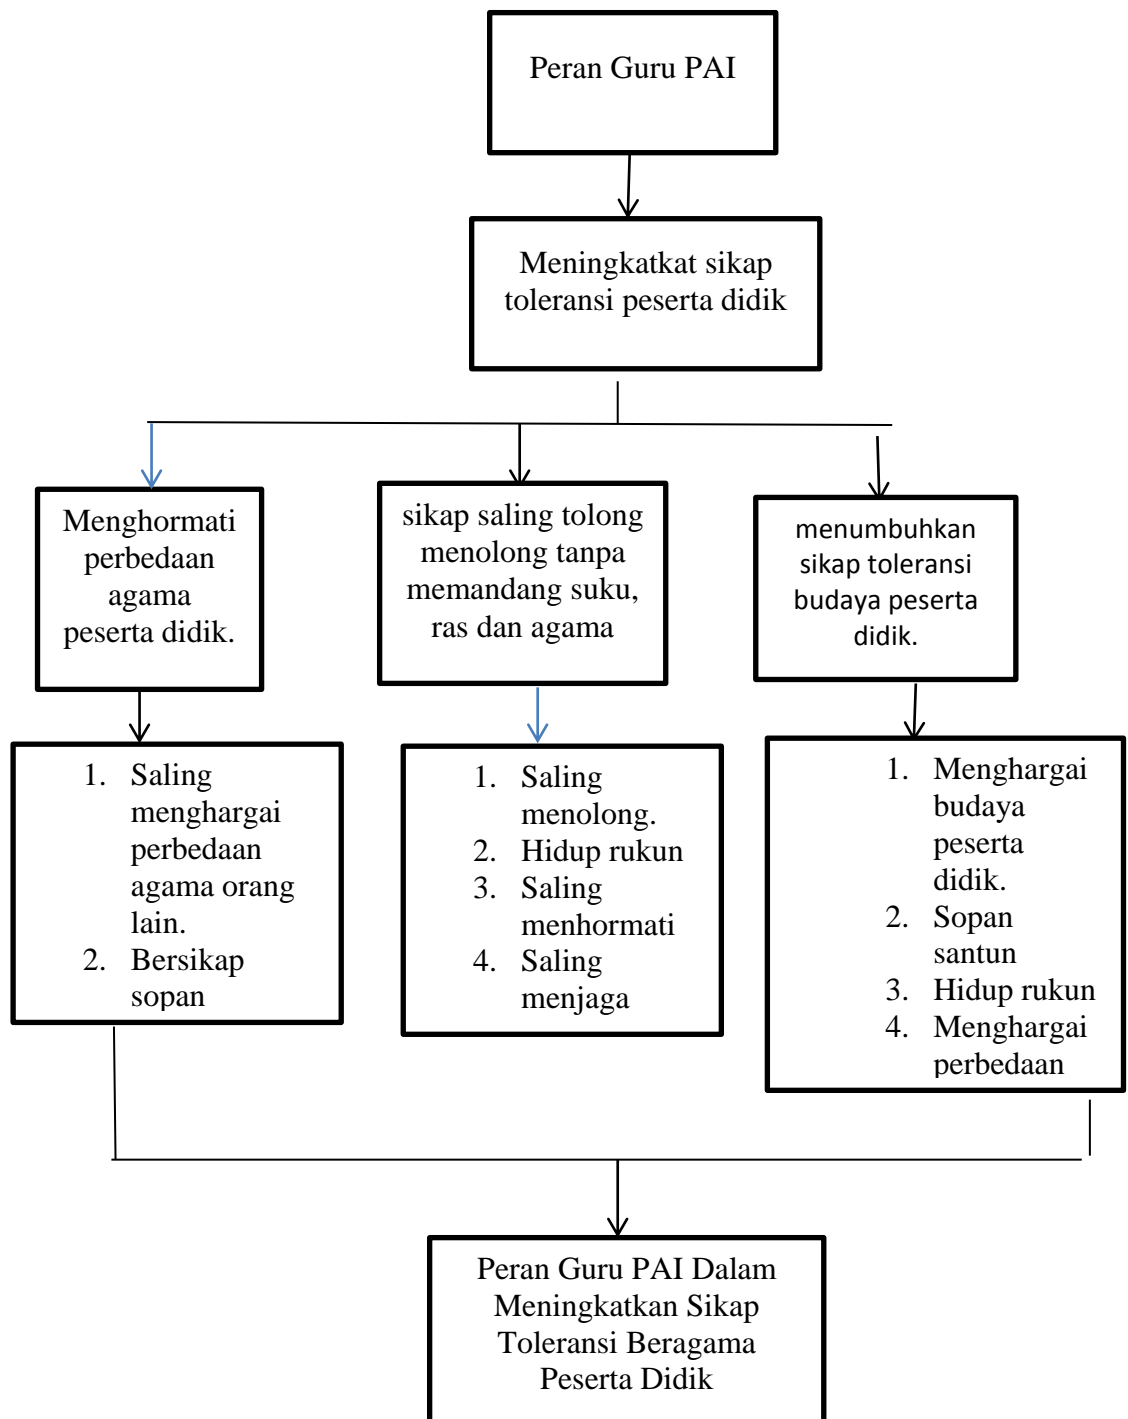 Peran Guru PAI
Meningkatkat sikap
toleransi peserta didik
Menghormati
perbedaan
agama
peserta didik.
sikap saling tolong
menolong tanpa
memandang suku,
ras dan agama
menumbuhkan
sikap toleransi
budaya peserta
didik.
1. Saling
menghargai
perbedaan
agama orang
lain.
2. Bersikap
sopan
1. Saling
menolong.
2. Hidup rukun
3. Saling
menhormati
4. Saling
menjaga
1. Menghargai
budaya
peserta
didik.
2. Sopan
santun
3. Hidup rukun
4. Menghargai
perbedaan
Peran Guru PAI Dalam
Meningkatkan Sikap
Toleransi Beragama
Peserta Didik